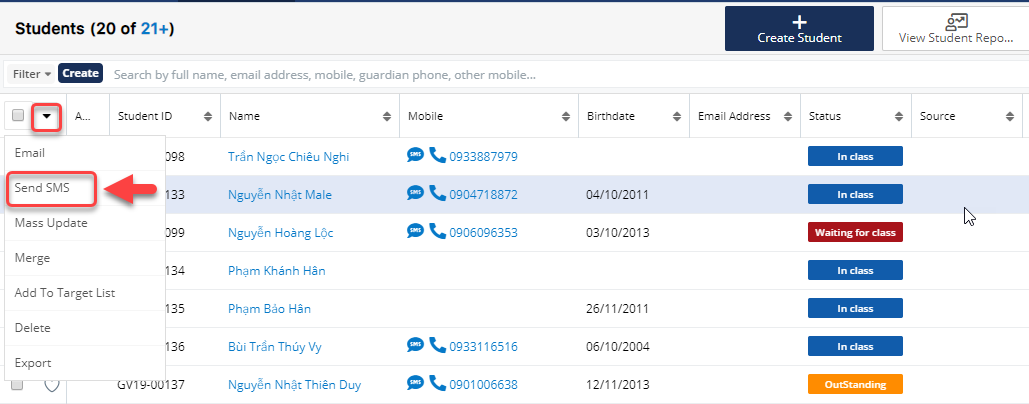 Students (20 of 21+)
Create Student
View Student Repo...
Filter
Create
Search by full name, email address, mobile, guardian phone, other mobile...
A...
Student ID
Name
Mobile
Birthdate
Email Address
Status
Source
Email
Send SMS
Mass Update
Merge
Add To Target List
Delete
Export
098 Trần Ngọc Chiêu Nghi SMS 0933887979 In class
133 Nguyễn Nhật Male SMS 0904718872 04/10/2011 In class
099 Nguyễn Hoàng Lộc SMS 0906096353 03/10/2013 Waiting for class
134 Phạm Khánh Hân In class
135 Phạm Bảo Hân 26/11/2011 In class
136 Bùi Trần Thúy Vy SMS 0933116516 06/10/2004 In class
GV19-00137 Nguyễn Nhật Thiên Duy SMS 0901006638 12/11/2013 OutStanding